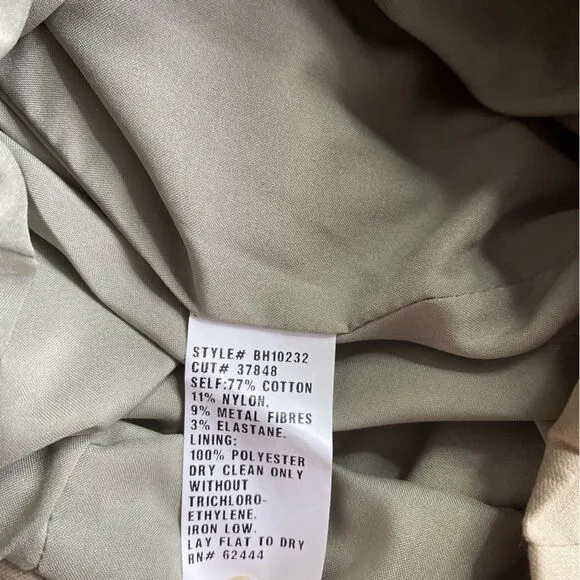 STYLE# BH10232
CUT# 37848
SELF:77% COTTON
11% NYLON,
9% METAL FIBRES
3% ELASTANE.
LINING:
100% POLYESTER
DRY CLEAN ONLY
WITHOUT
TRICHLORO-
ETHYLENE.
IRON LOW.
LAY FLAT TO DRY
RN# 62444